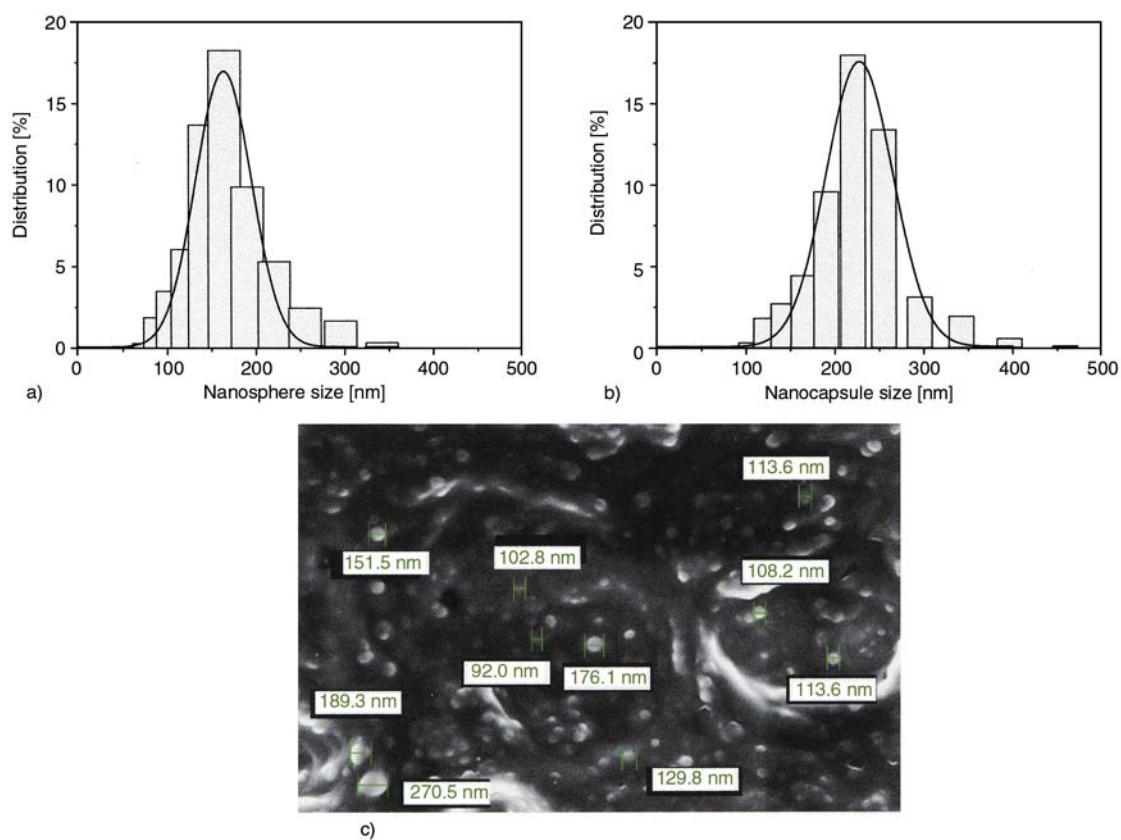 20
15
10
5
0
Distribution [%]
0
100
200
300
400
500
Nanosphere size [nm]
a)
20
15
10
5
0
Distribution [%]
0
100
200
300
400
500
Nanocapsule size [nm]
b)
113.6 nm
151.5 nm
102.8 nm
108.2 nm
92.0 nm
176.1 nm
113.6 nm
189.3 nm
270.5 nm
129.8 nm
c)